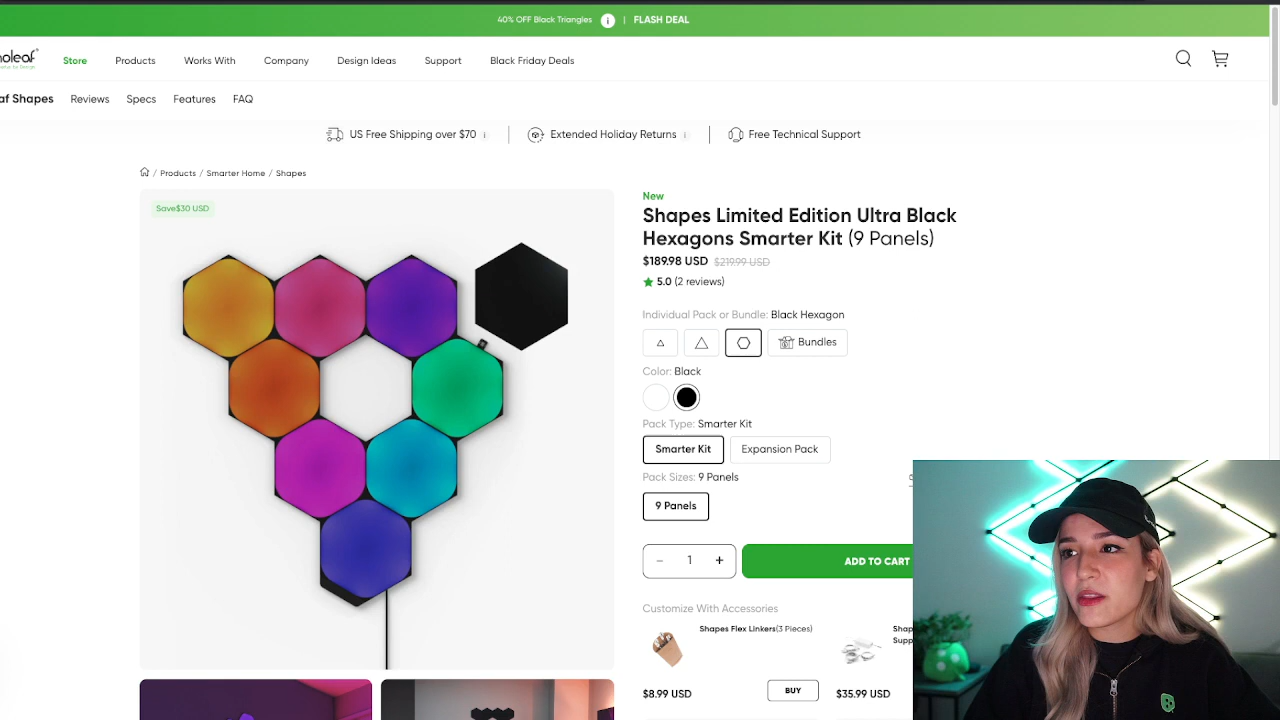 40% OFF Black Triangles i | FLASH DEAL
noleaf Store Products Works With Company Design Ideas Support Black Friday Deals
af Shapes Reviews Specs Features FAQ
US Free Shipping over $70 i Extended Holiday Returns i Free Technical Support
/ Products / Smarter Home / Shapes
Save$30 USD
New
Shapes Limited Edition Ultra Black
Hexagons Smarter Kit (9 Panels)
$189.98 USD $219.99 USD
5.0 (2 reviews)
Individual Pack or Bundle: Black Hexagon
Bundles
Color: Black
Pack Type: Smarter Kit
Smarter Kit Expansion Pack
Pack Sizes: 9 Panels
9 Panels
− 1 + ADD TO CART
Customize With Accessories
Shapes Flex Linkers(3 Pieces)
$8.99 USD BUY
Shap
Supp
$35.99 USD